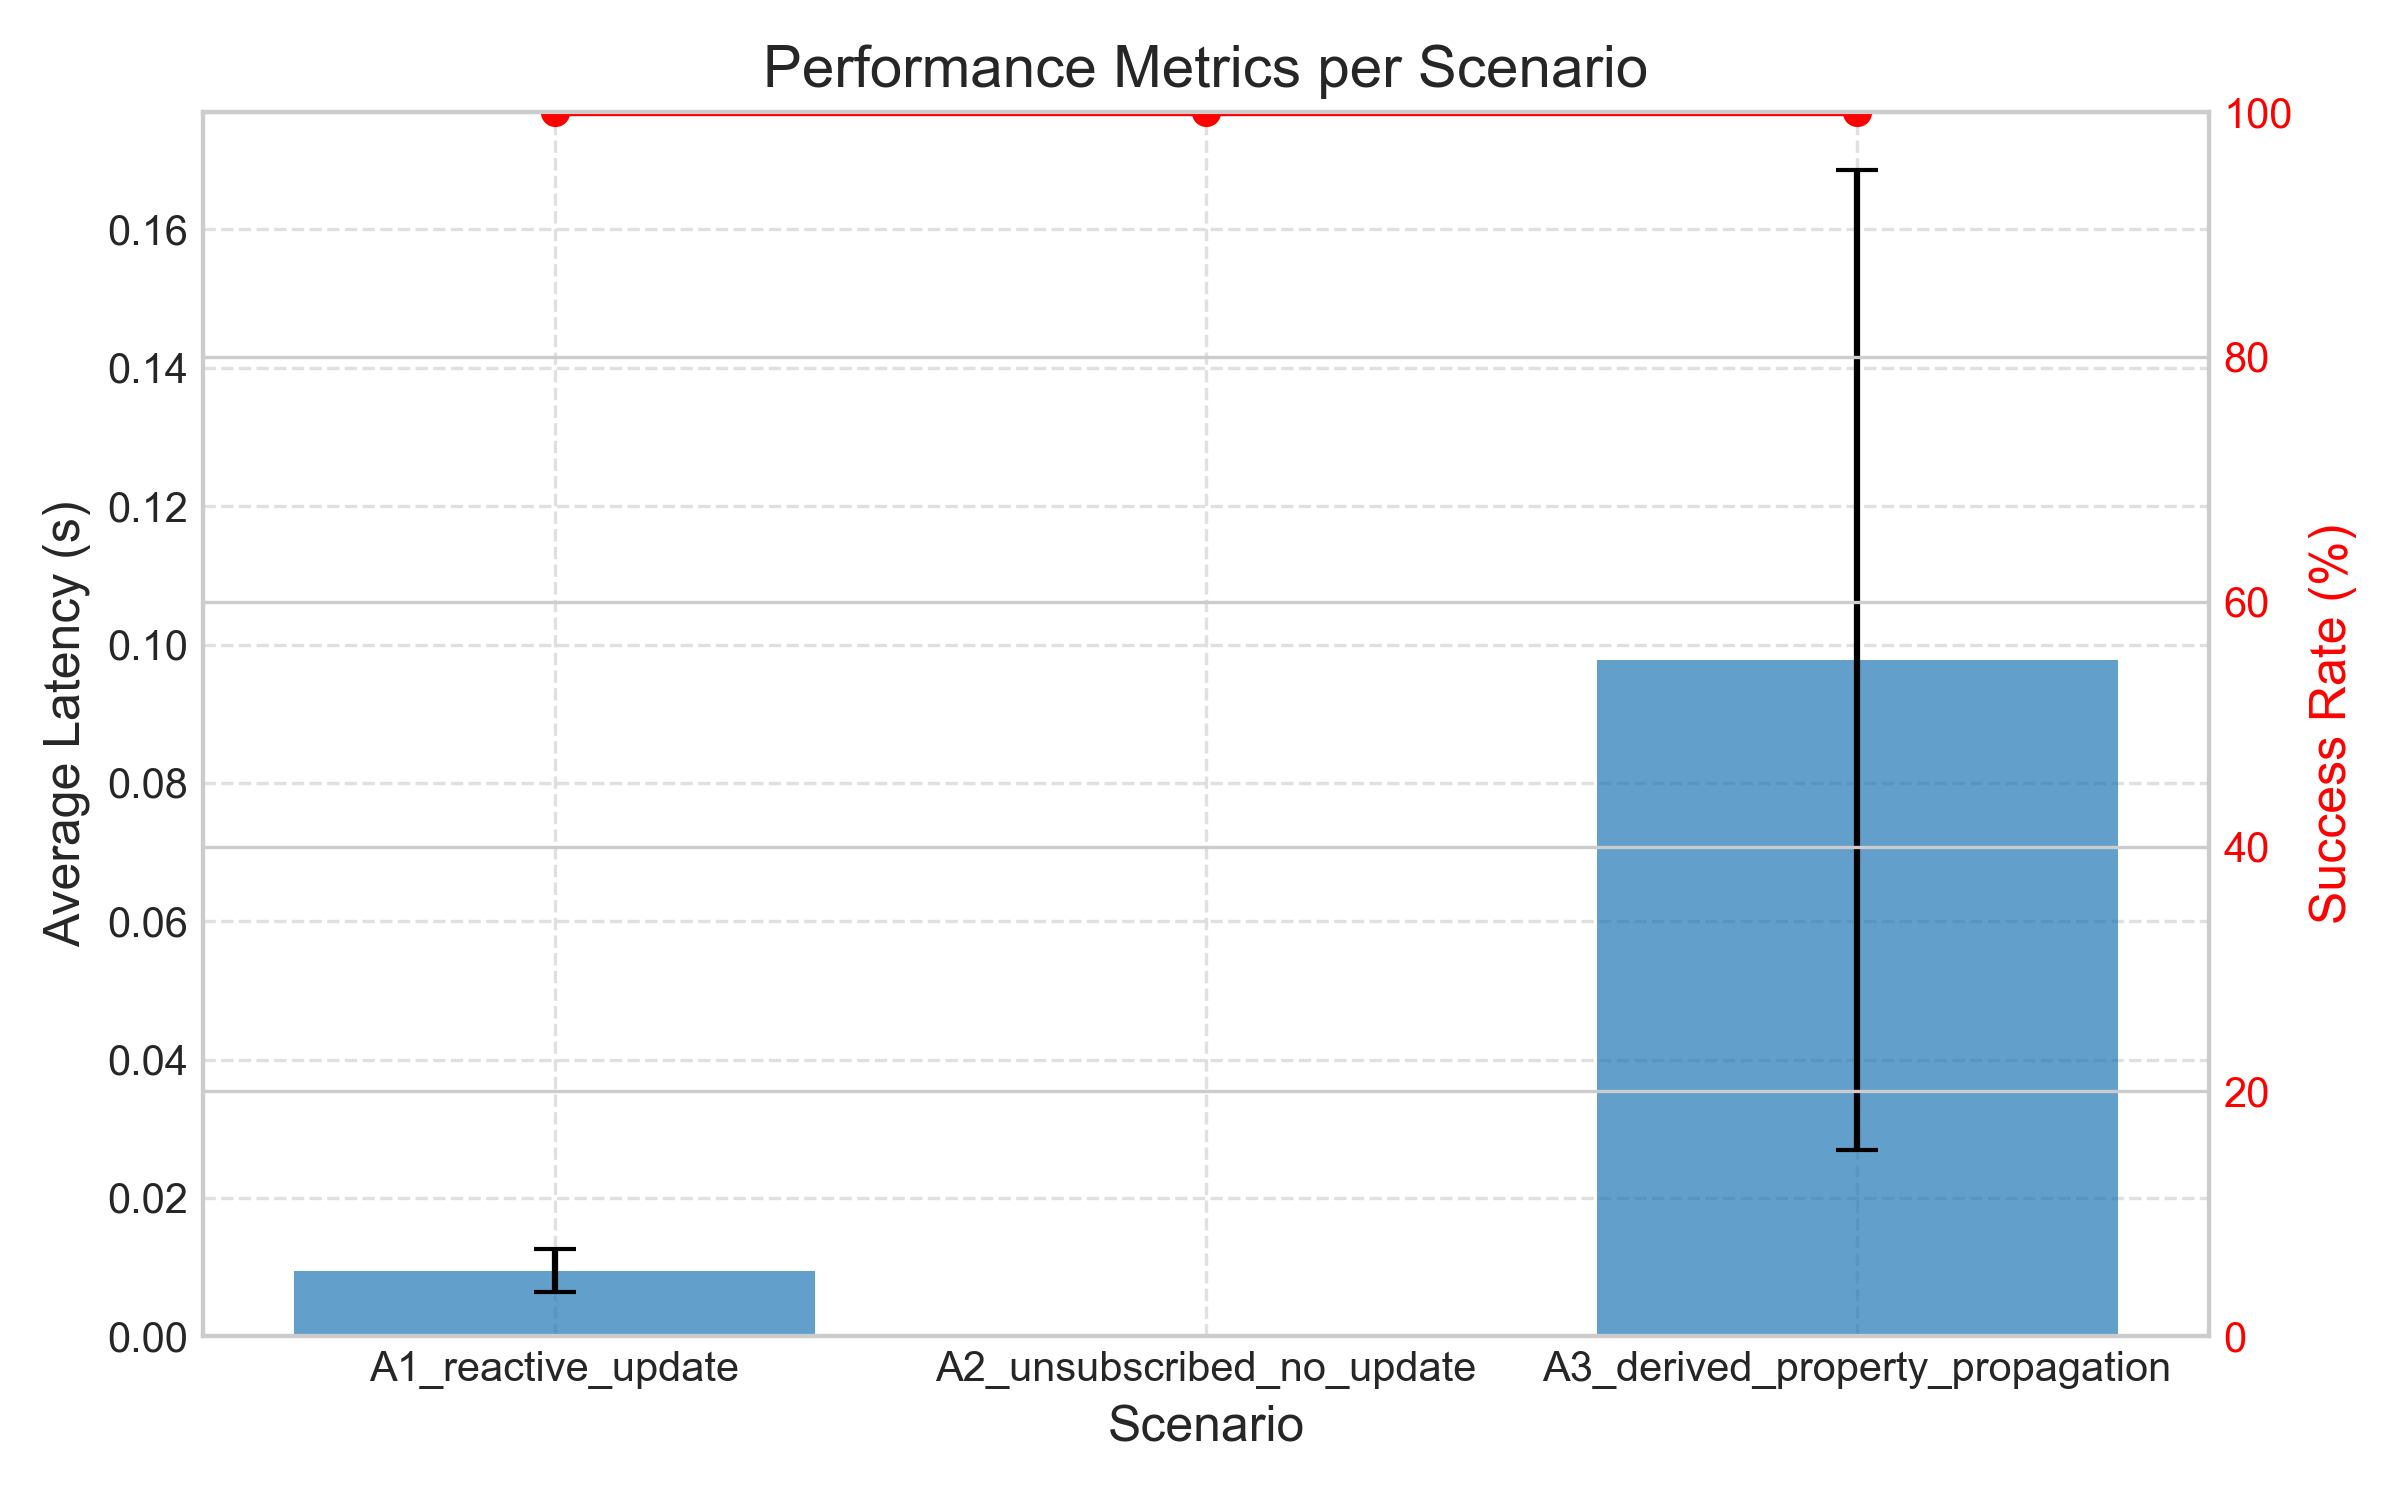 Performance Metrics per Scenario
Average Latency (s)
0.16
0.14
0.12
0.10
0.08
0.06
0.04
0.02
0.00
100
80
60
40
20
0
Success Rate (%)
A1_reactive_update
A2_unsubscribed_no_update
A3_derived_property_propagation
Scenario